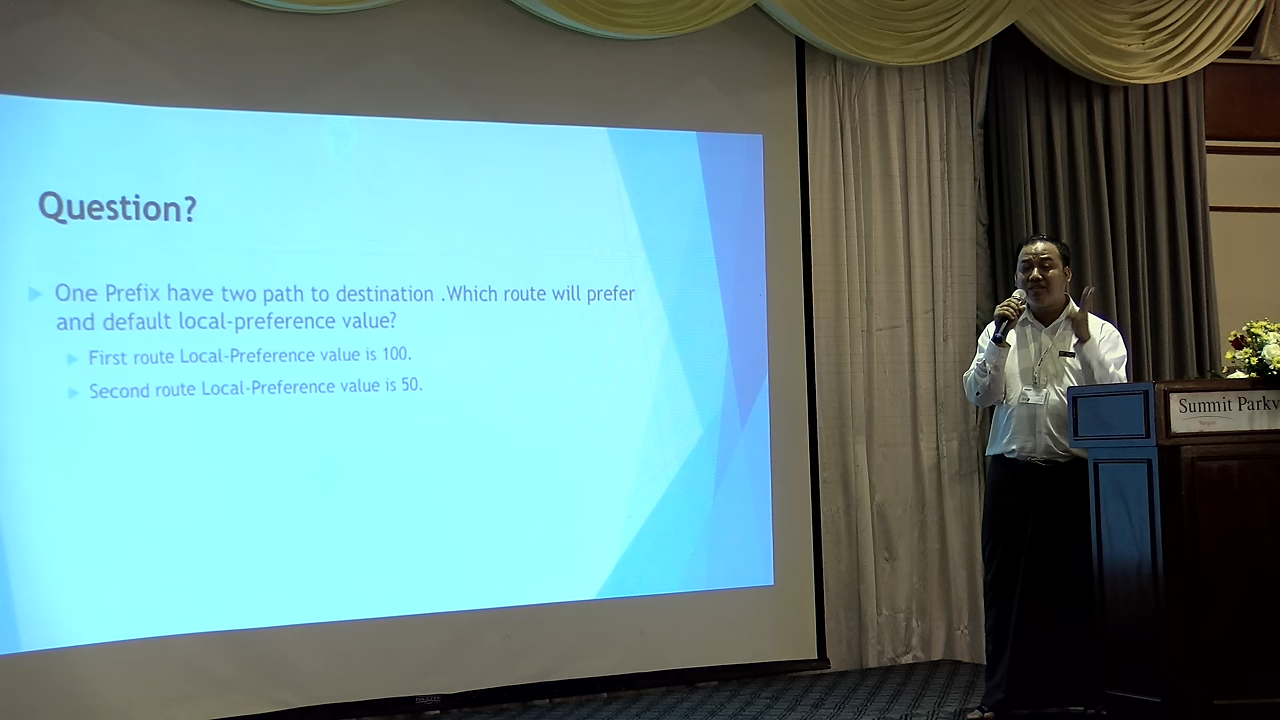 Question?
One Prefix have two path to destination .Which route will prefer
and default local-preference value?
First route Local-Preference value is 100.
Second route Local-Preference value is 50.
Summit Parkv